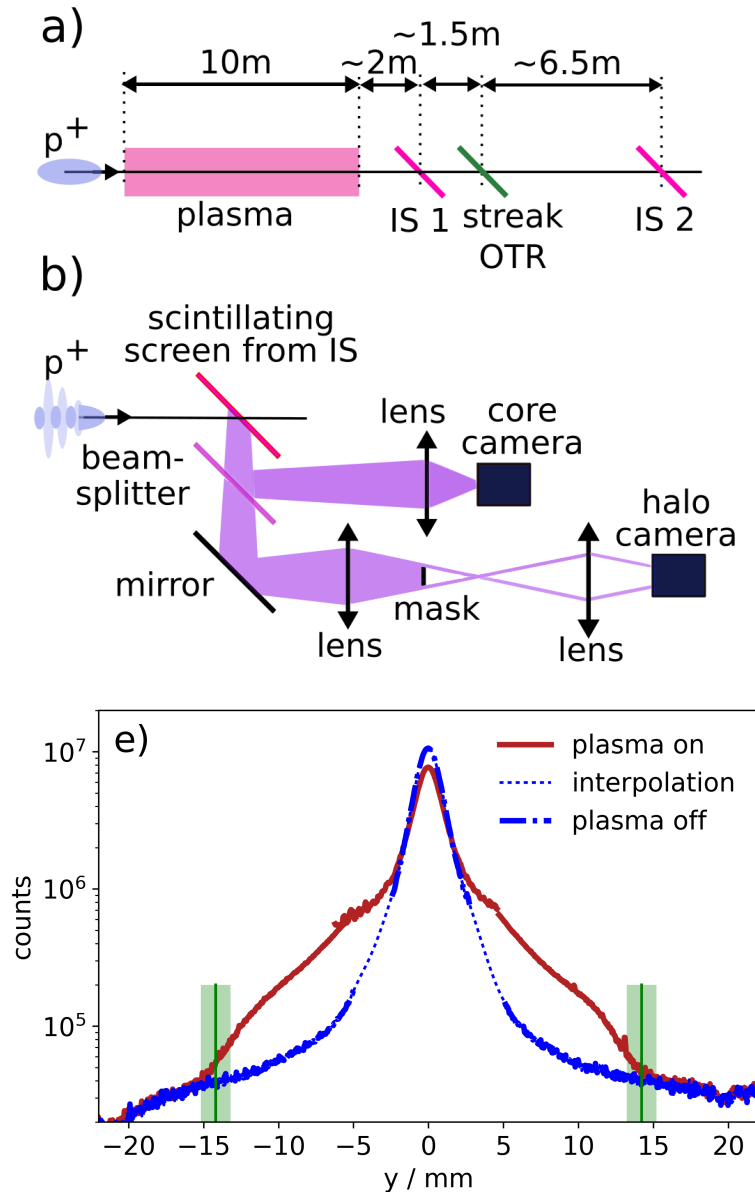 a)
10m
~2m
~1.5m
~6.5m
p+
plasma
IS 1
streak
OTR
IS 2
b)
scintillating
screen from IS
p+
beam-
splitter
mirror
lens
core
camera
lens
mask
lens
halo
camera
e)
plasma on
interpolation
plasma off
counts
10^7
10^6
10^5
−20
−15
−10
−5
0
5
10
15
20
y / mm